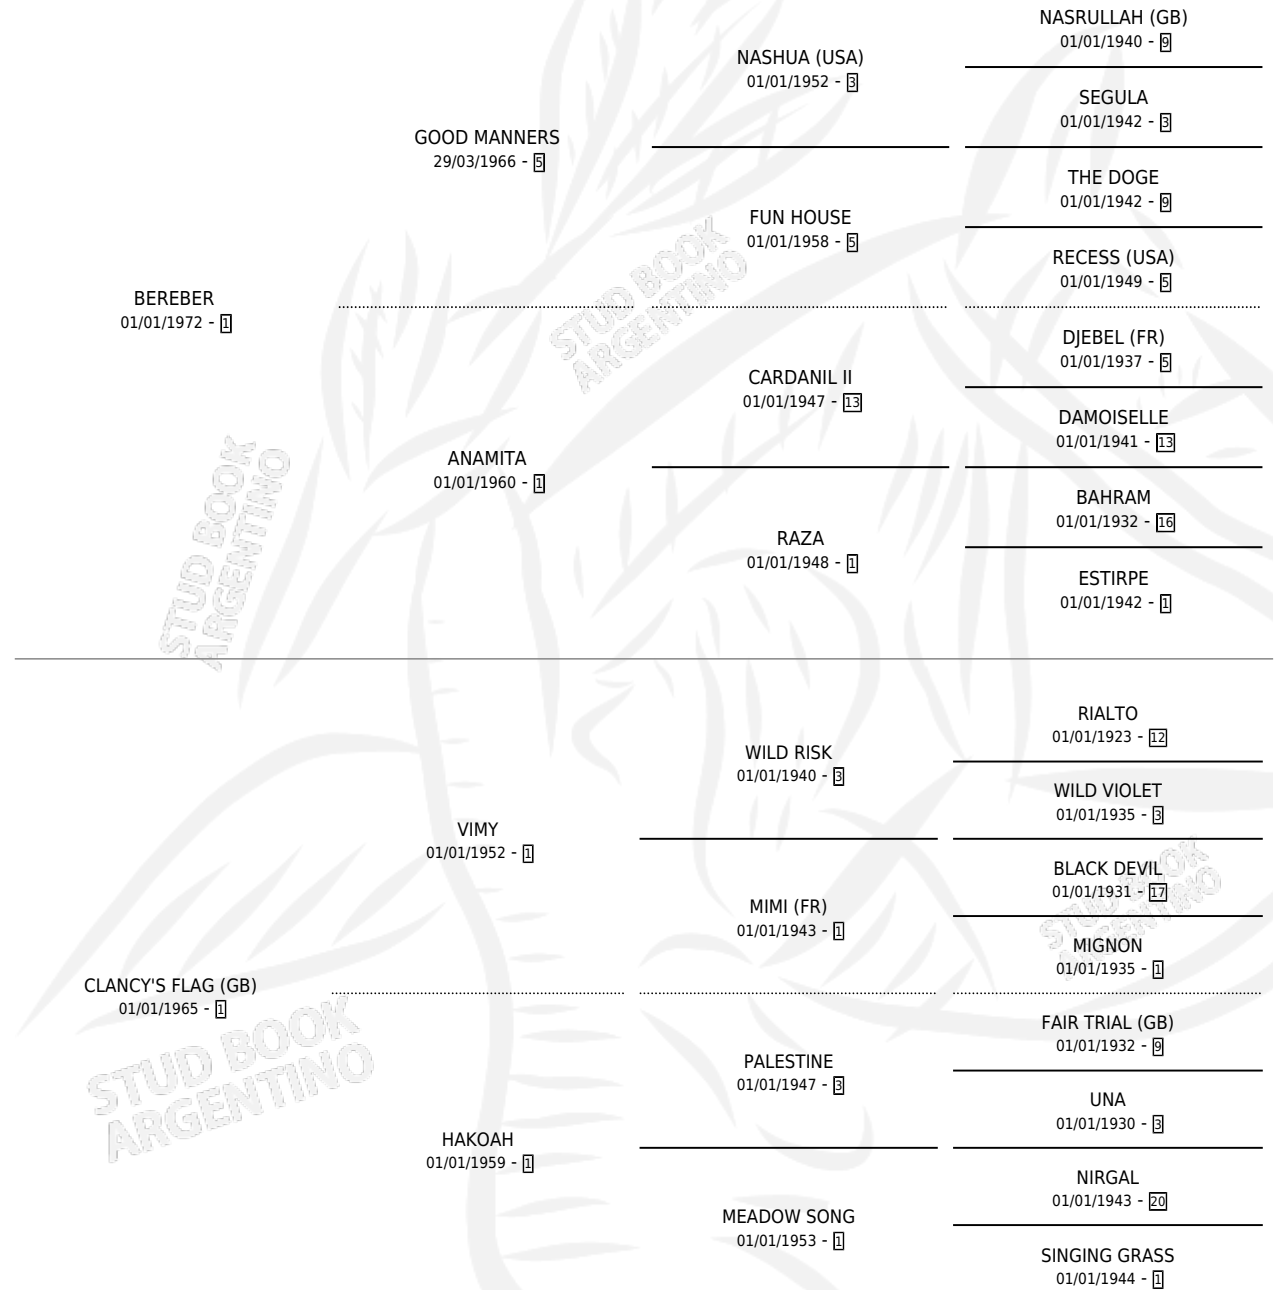 NASRULLAH (GB)
01/01/1940 - 9
NASHUA (USA)
01/01/1952 - 3
SEGULA
01/01/1942 - 3
GOOD MANNERS
29/03/1966 - 5
THE DOGE
01/01/1942 - 9
FUN HOUSE
01/01/1958 - 5
RECESS (USA)
01/01/1949 - 5
BEREBER
01/01/1972 - 1
STUD BOOK
ARGENTINO
DJEBEL (FR)
01/01/1937 - 5
CARDANIL II
01/01/1947 - 13
DAMOISELLE
01/01/1941 - 13
ANAMITA
01/01/1960 - 1
BAHRAM
01/01/1932 - 16
RAZA
01/01/1948 - 1
ESTIRPE
01/01/1942 - 1
STUD BOOK
ARGENTINO
RIALTO
01/01/1923 - 12
WILD RISK
01/01/1940 - 3
WILD VIOLET
01/01/1935 - 3
VIMY
01/01/1952 - 1
BLACK DEVIL
01/01/1931 - 17
MIMI (FR)
01/01/1943 - 1
STUD BOOK
ARGENTINO
MIGNON
01/01/1935 - 1
CLANCY'S FLAG (GB)
01/01/1965 - 1
STUD BOOK
ARGENTINO
FAIR TRIAL (GB)
01/01/1932 - 9
PALESTINE
01/01/1947 - 3
UNA
01/01/1930 - 3
HAKOAH
01/01/1959 - 1
NIRGAL
01/01/1943 - 20
MEADOW SONG
01/01/1953 - 1
SINGING GRASS
01/01/1944 - 1